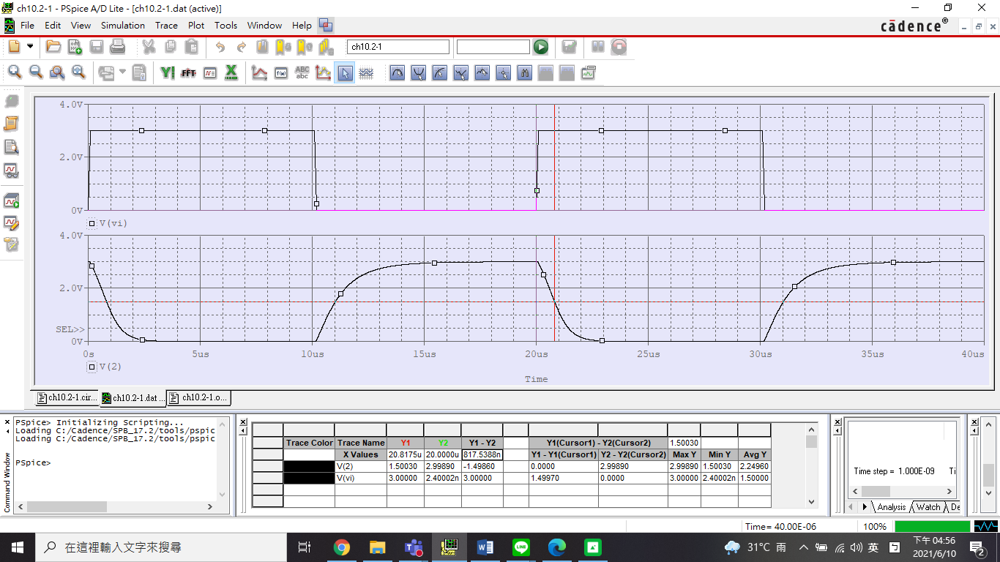 ch10.2-1 - PSpice A/D Lite - [ch10.2-1.dat (active)]
File Edit View Simulation Trace Plot Tools Window Help
cādence®
ch10.2-1
FFT
ABC
abc
4.0V
2.0V
0V
V(vi)
4.0V
2.0V
SEL>>
0V
0s 5us 10us 15us 20us 25us 30us 35us 40us
V(2)
Time
ch10.2-1.cir... ch10.2-1.dat ... ch10.2-1.o...
Command Window
PSpice> Initializing Scripting...
Loading C:/Cadence/SPB_17.2/tools/pspic
Loading C:/Cadence/SPB_17.2/tools/pspic
PSpice>
Trace Color Trace Name Y1 Y2 Y1 - Y2 Y1(Cursor1) - Y2(Cursor2) 1.50030
X Values 20.8175u 20.0000u 817.5388n Y1 - Y1(Cursor1) Y2 - Y2(Cursor2) Max Y Min Y Avg Y
V(2) 1.50030 2.99890 -1.49860 0.0000 2.99890 2.99890 1.50030 2.24960
V(vi) 3.00000 2.40002n 3.00000 1.49970 0.0000 3.00000 2.40002n 1.50000
Time step = 1.000E-09 Ti
Analysis Watch De
Time= 40.00E-06 100%
在這裡輸入文字來搜尋
31°C 雨
英
下午 04:56
2021/6/10
2